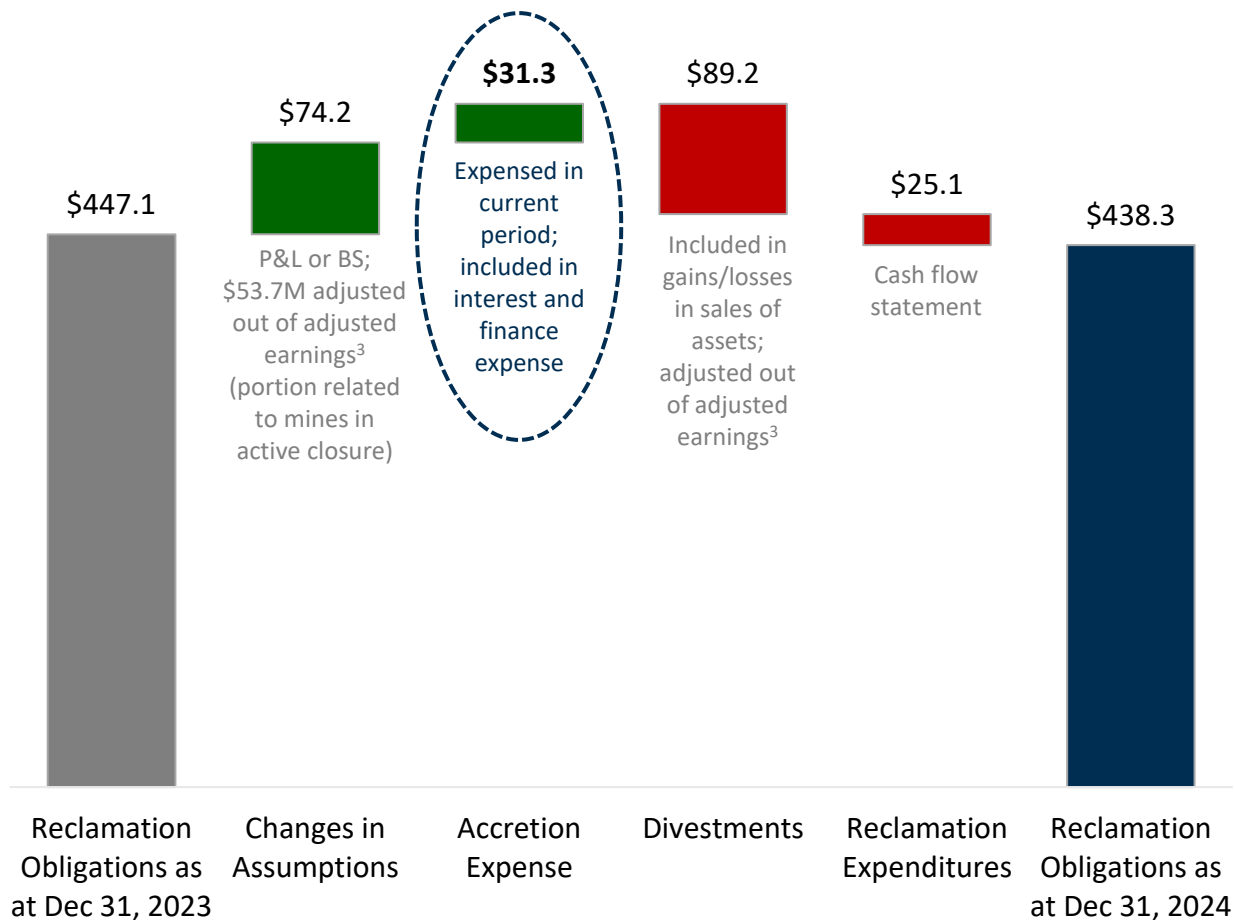 $447.1
$74.2
P&L or BS;
$53.7M adjusted
out of adjusted
earnings³
(portion related
to mines in
active closure)
$31.3
Expensed in
current
period;
included in
interest and
finance
expense
$89.2
Included in
gains/losses
in sales of
assets;
adjusted out
of adjusted
earnings³
$25.1
Cash flow
statement
$438.3
Reclamation
Obligations as
at Dec 31, 2023
Changes in
Assumptions
Accretion
Expense
Divestments
Reclamation
Expenditures
Reclamation
Obligations as
at Dec 31, 2024